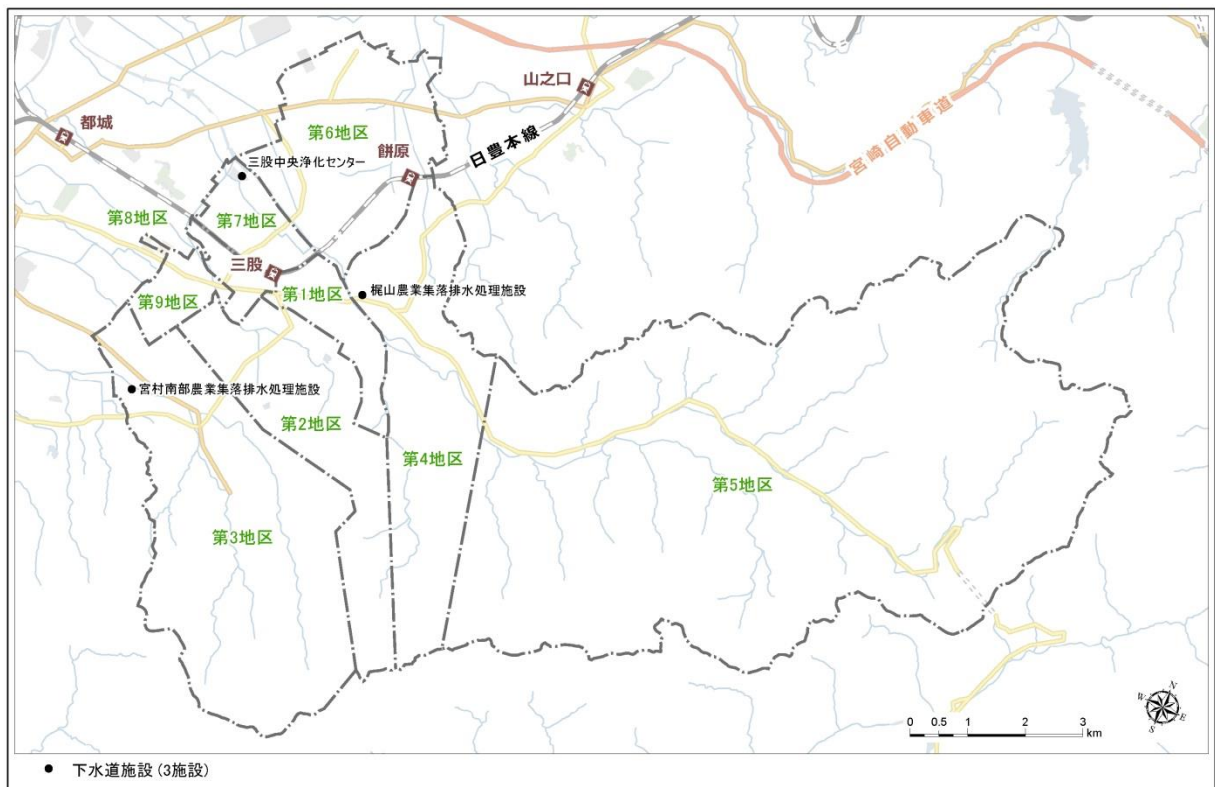 山之口
都城
第6地区
日豊本線
宮崎自動車道
餅原
三股中央浄化センター
第8地区
第7地区
三股
第9地区
第1地区
梶山農業集落排水処理施設
宮村南部農業集落排水処理施設
第2地区
第4地区
第5地区
第3地区
N
W
E
S
0 0.5 1 2 3
km
● 下水道施設(3施設)